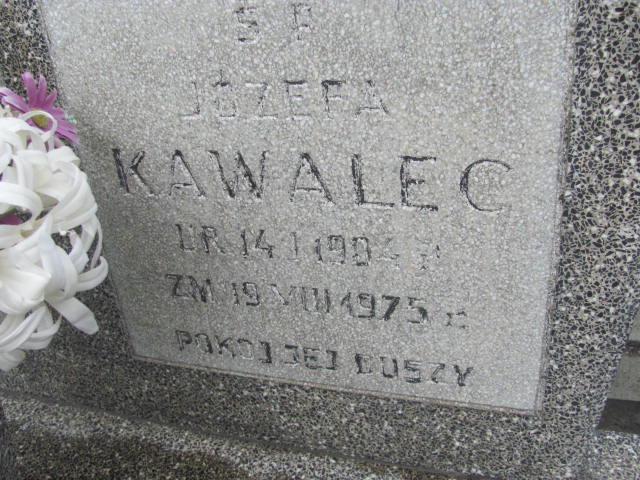 Ś P
JÓZEFA
KAWALEC
UR 14 I 1904 r
ZM 19 VIII 1975 r.
POKÓJ JEJ DUSZY